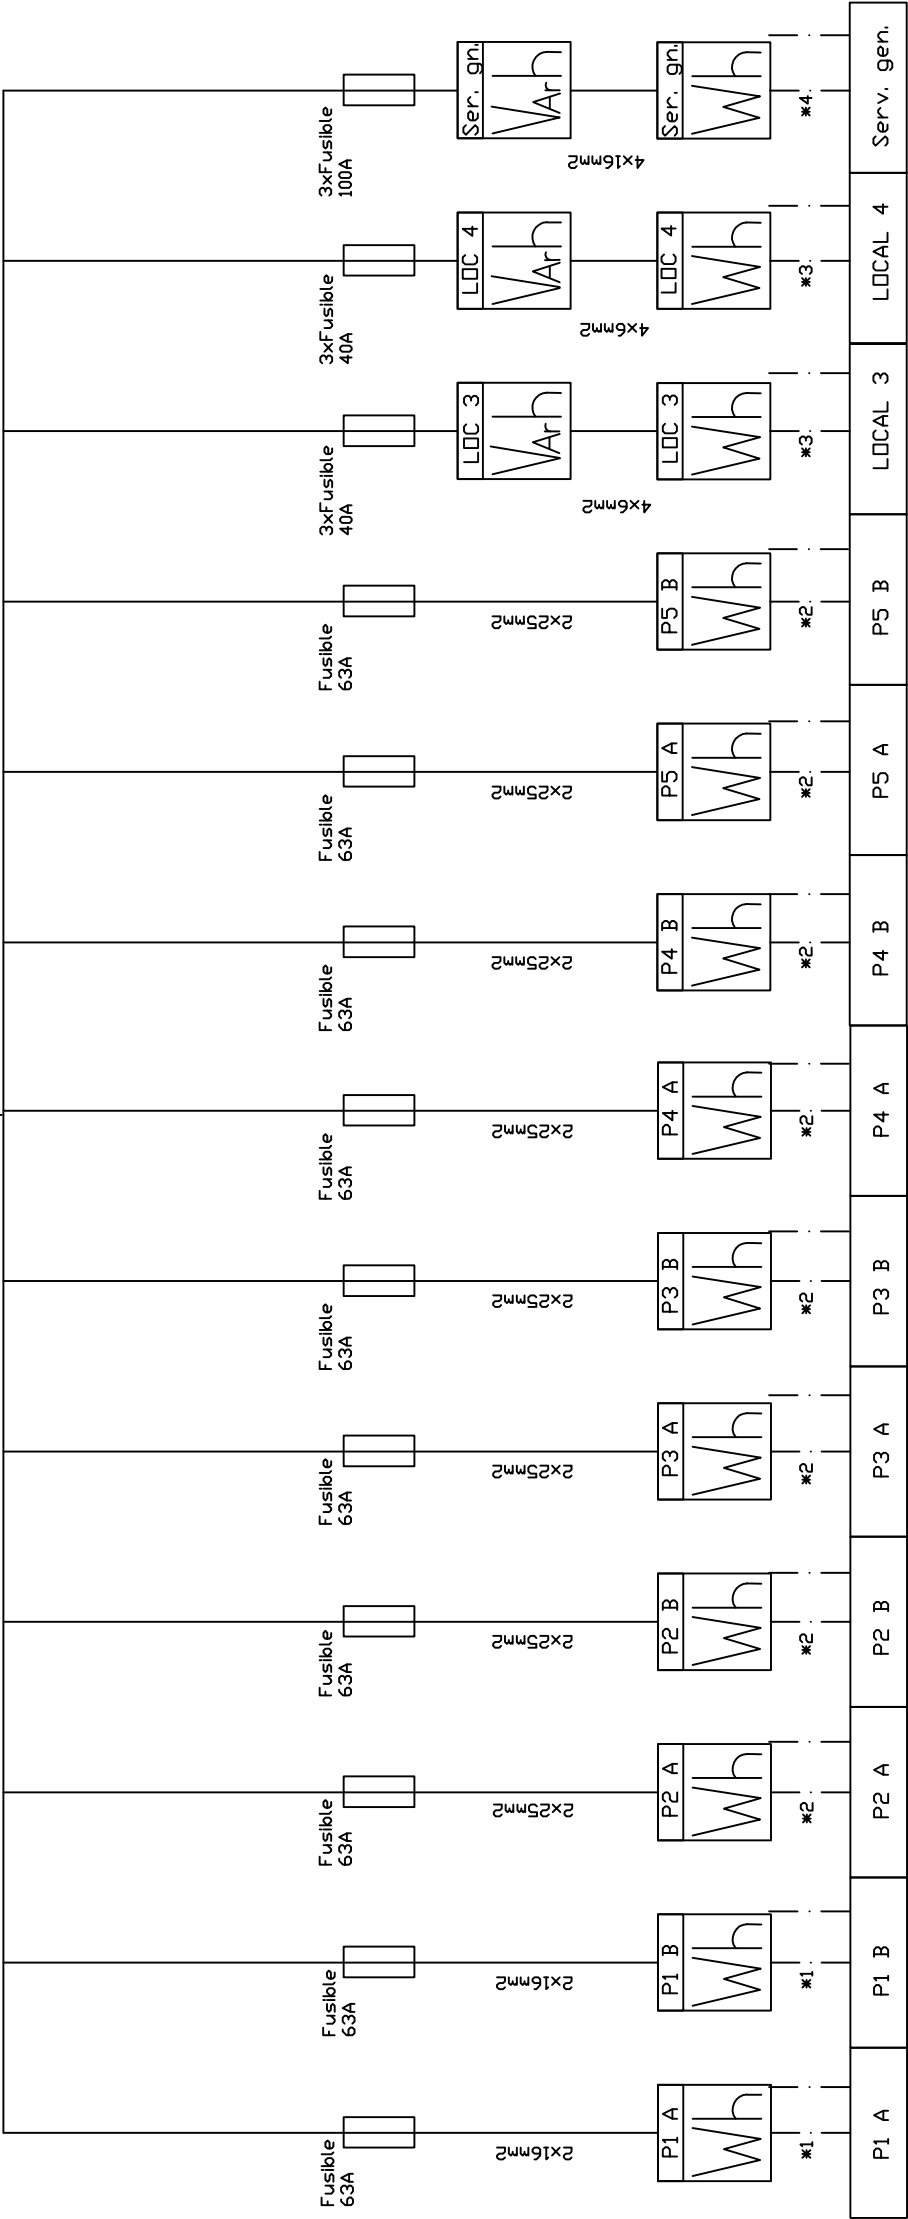 Fusible
63A
2x16mm2
P1 A
Wh
*1
P1 A
Fusible
63A
2x16mm2
P1 B
Wh
*1
P1 B
Fusible
63A
2x25mm2
P2 A
Wh
*2
P2 A
Fusible
63A
2x25mm2
P2 B
Wh
*2
P2 B
Fusible
63A
2x25mm2
P3 A
Wh
*2
P3 A
Fusible
63A
2x25mm2
P3 B
Wh
*2
P3 B
Fusible
63A
2x25mm2
P4 A
Wh
*2
P4 A
Fusible
63A
2x25mm2
P4 B
Wh
*2
P4 B
Fusible
63A
2x25mm2
P5 A
Wh
*2
P5 A
Fusible
63A
2x25mm2
P5 B
Wh
*2
P5 B
3xFusible
40A
LOC 3
VArh
4x6mm2
LOC 3
Wh
*3
LOCAL 3
3xFusible
40A
LOC 4
VArh
4x6mm2
LOC 4
Wh
*3
LOCAL 4
3xFusible
100A
Ser. gn.
VArh
4x16mm2
Ser. gn.
Wh
*4
Serv. gen.